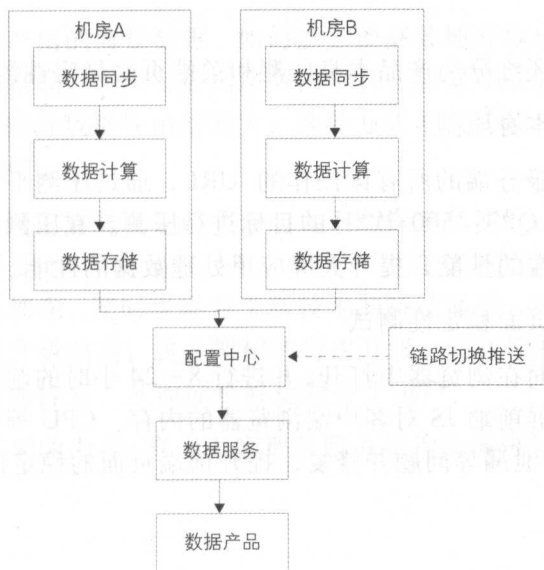 机房A
机房B
数据同步
数据同步
数据计算
数据计算
数据存储
数据存储
配置中心
链路切换推送
数据服务
数据产品